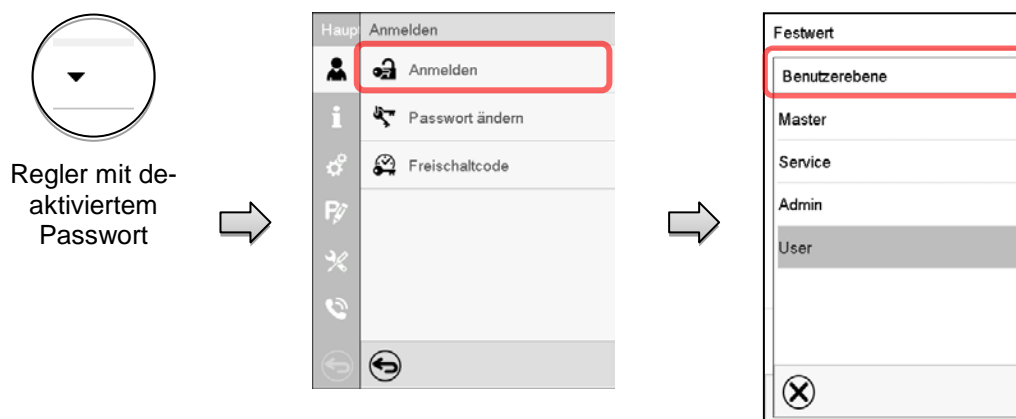 Regler mit de-
aktiviertem
Passwort
Haup
Anmelden
Anmelden
Passwort ändern
Freischaltcode
Festwert
Benutzerebene
Master
Service
Admin
User